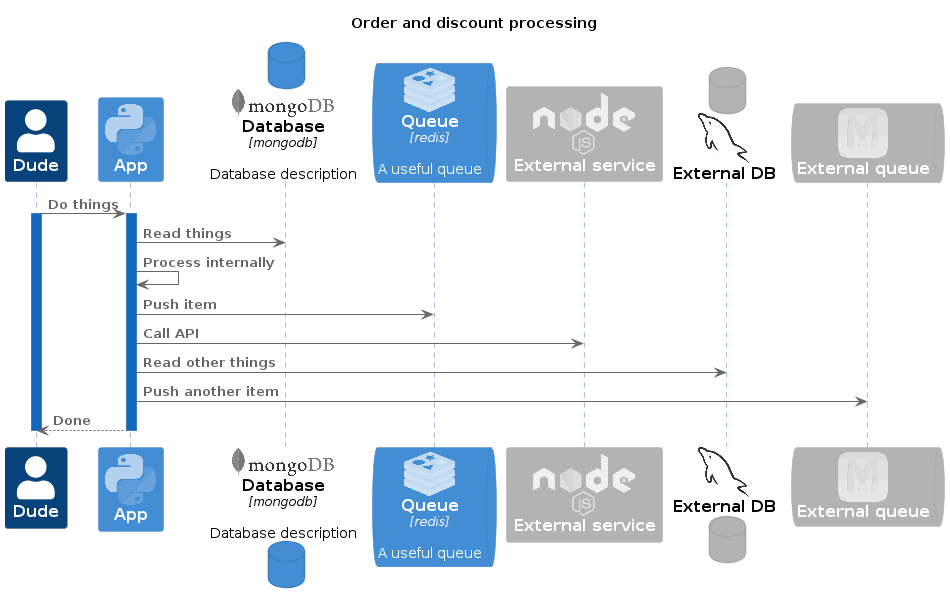 Order and discount processing
Dude
App
mongoDB
Database
[mongodb]
Database description
Queue
[redis]
A useful queue
node
JS
External service
External DB
M
External queue
Do things
Read things
Process internally
Push item
Call API
Read other things
Push another item
Done
Dude
App
mongoDB
Database
[mongodb]
Database description
Queue
[redis]
A useful queue
node
JS
External service
External DB
M
External queue